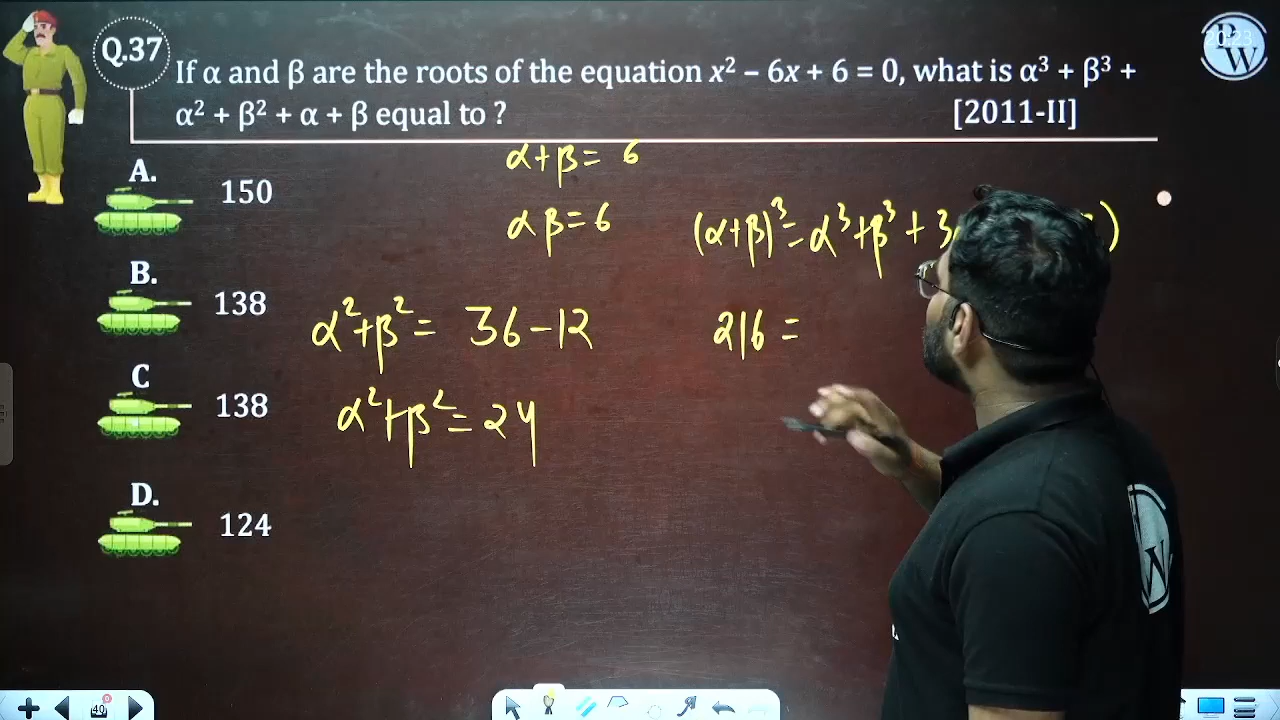 Q.37
If α and β are the roots of the equation x² – 6x + 6 = 0, what is α³ + β³ +
α² + β² + α + β equal to ?
[2011-II]
A.
150
B.
138
C
138
D.
124
α+β = 6
αβ = 6
α²+β² = 36-12
α²+β² = 24
(α+β)³ = α³+β³ + 3
216 =
PW
W
+
40